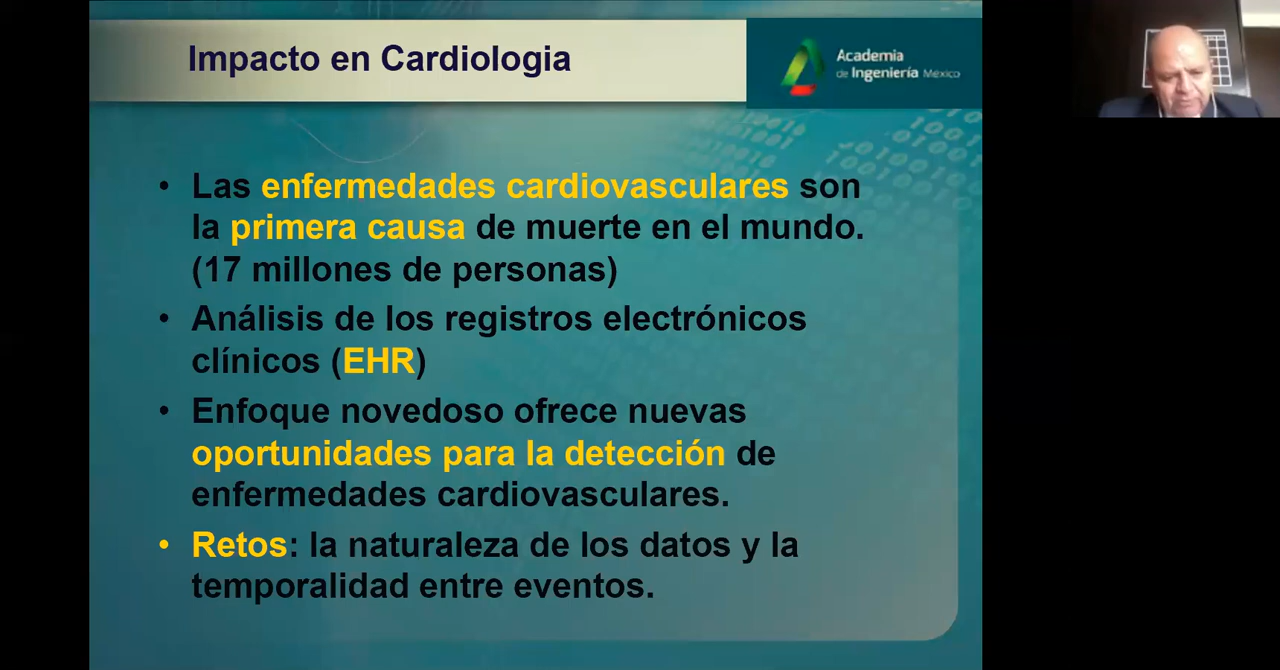 Impacto en Cardiologia
Academia
de Ingeniería México
• Las enfermedades cardiovasculares son
la primera causa de muerte en el mundo.
(17 millones de personas)
• Análisis de los registros electrónicos
clínicos (EHR)
• Enfoque novedoso ofrece nuevas
oportunidades para la detección de
enfermedades cardiovasculares.
• Retos: la naturaleza de los datos y la
temporalidad entre eventos.